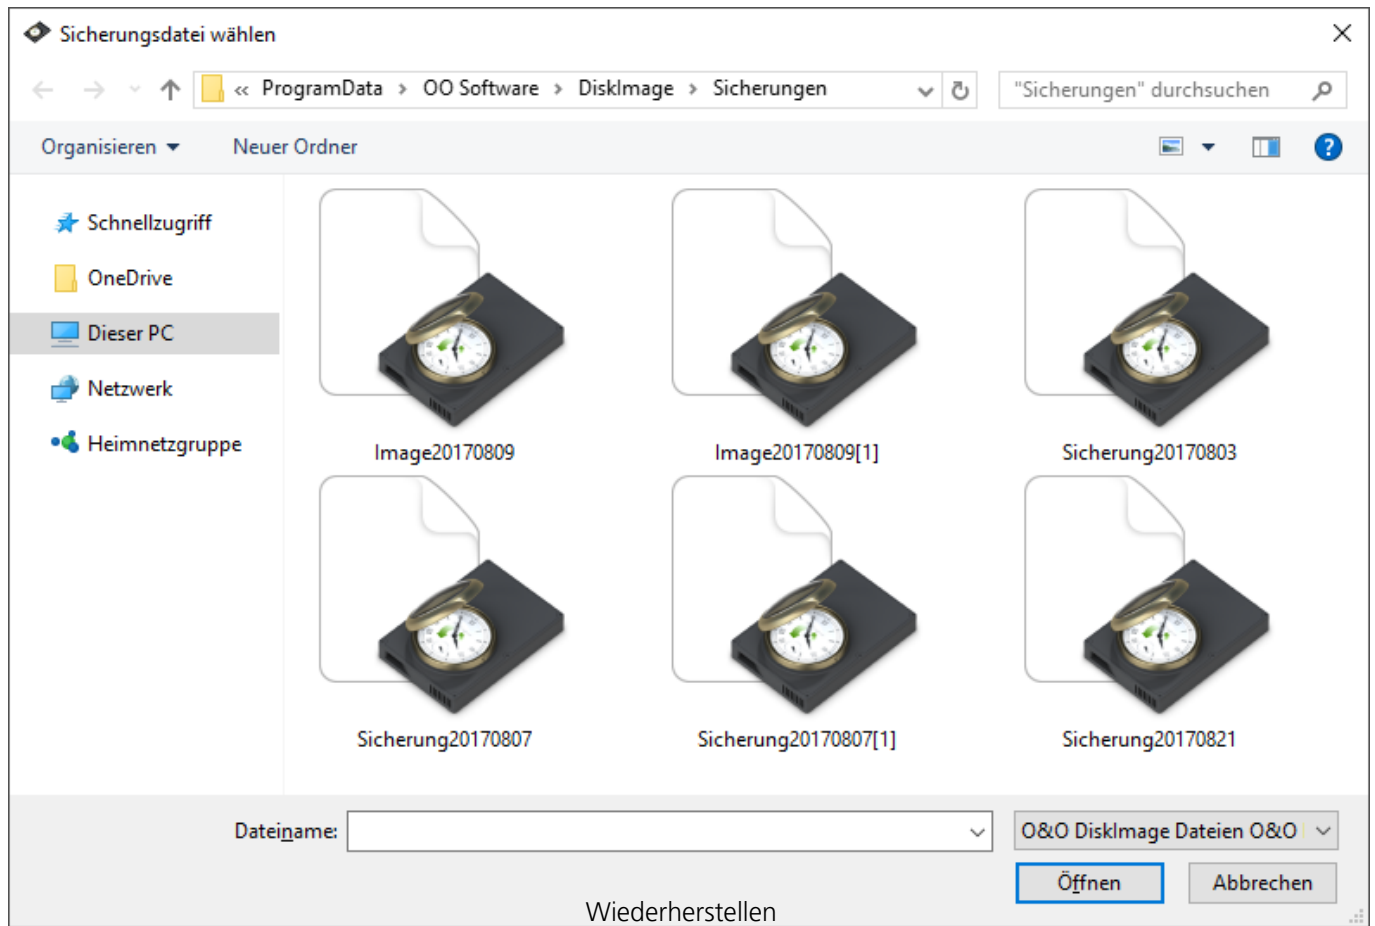 Sicherungsdatei wählen
« ProgramData › OO Software › DiskImage › Sicherungen
"Sicherungen" durchsuchen
Organisieren
Neuer Ordner
Schnellzugriff
OneDrive
Dieser PC
Netzwerk
Heimnetzgruppe
Image20170809
Image20170809[1]
Sicherung20170803
Sicherung20170807
Sicherung20170807[1]
Sicherung20170821
Dateiname:
O&O DiskImage Dateien O&O
Öffnen
Abbrechen
Wiederherstellen